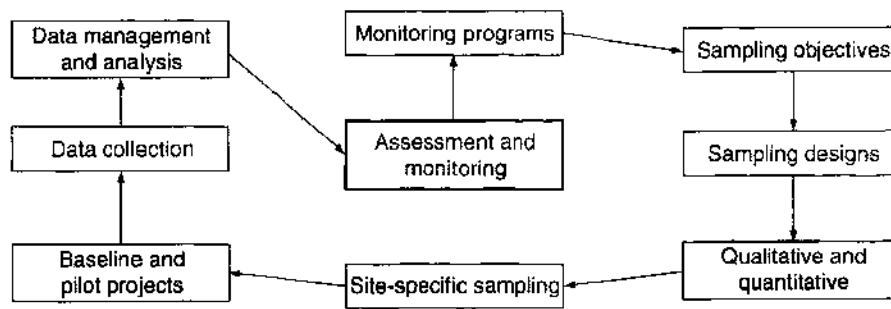 Data management
and analysis
Monitoring programs
Sampling objectives
Data collection
Assessment and
monitoring
Sampling designs
Baseline and
pilot projects
Site-specific sampling
Qualitative and
quantitative